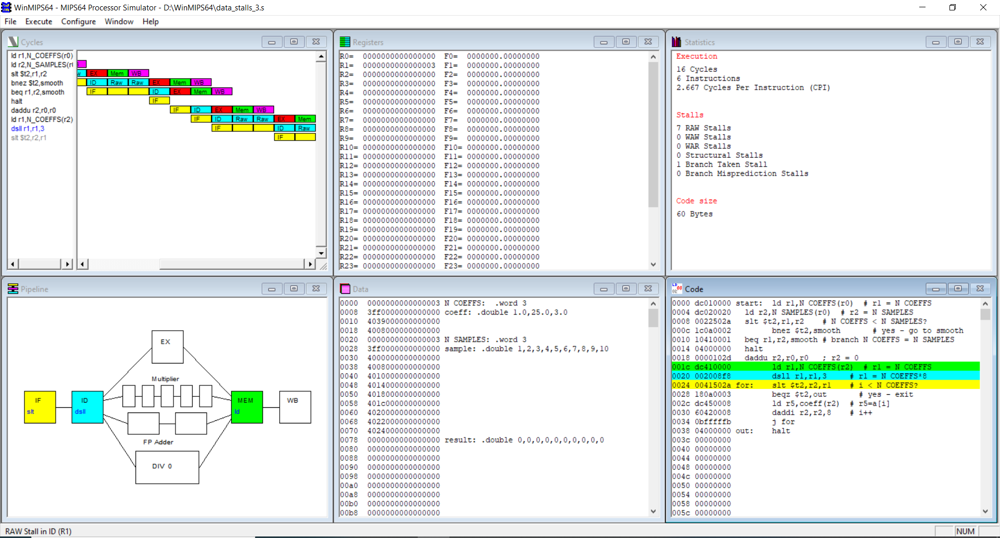 WinMIPS64 - MIPS64 Processor Simulator - D:\WinMIPS64\data_stalls_3.s
File Execute Configure Window Help
Cycles
ld r1,N_COEFFS(r0)
ld r2,N_SAMPLES(r
slt $t2,r1,r2
bnez $t2,smooth
beq r1,r2,smooth
halt
daddu r2,r0,r0
ld r1,N_COEFFS(r2)
dsll r1,r1,3
slt $t2,r2,r1
EX Mem WB
ID Raw Raw EX Mem WB
IF ID EX Mem WB
IF
IF ID EX Mem WB
IF ID Raw Raw EX Mem
IF ID Raw
IF
Registers
R0= 0000000000000000 F0= 0000000.00000000
R1= 0000000000000003 F1= 0000000.00000000
R2= 0000000000000000 F2= 0000000.00000000
R3= 0000000000000000 F3= 0000000.00000000
R4= 0000000000000000 F4= 0000000.00000000
R5= 0000000000000000 F5= 0000000.00000000
R6= 0000000000000000 F6= 0000000.00000000
R7= 0000000000000000 F7= 0000000.00000000
R8= 0000000000000000 F8= 0000000.00000000
R9= 0000000000000000 F9= 0000000.00000000
R10= 0000000000000000 F10= 0000000.00000000
R11= 0000000000000000 F11= 0000000.00000000
R12= 0000000000000000 F12= 0000000.00000000
R13= 0000000000000000 F13= 0000000.00000000
R14= 0000000000000000 F14= 0000000.00000000
R15= 0000000000000000 F15= 0000000.00000000
R16= 0000000000000000 F16= 0000000.00000000
R17= 0000000000000000 F17= 0000000.00000000
R18= 0000000000000000 F18= 0000000.00000000
R19= 0000000000000000 F19= 0000000.00000000
R20= 0000000000000000 F20= 0000000.00000000
R21= 0000000000000000 F21= 0000000.00000000
R22= 0000000000000000 F22= 0000000.00000000
R23= 0000000000000000 F23= 0000000.00000000
Statistics
Execution
16 Cycles
6 Instructions
2.667 Cycles Per Instruction (CPI)
Stalls
7 RAW Stalls
0 WAW Stalls
0 WAR Stalls
0 Structural Stalls
1 Branch Taken Stall
0 Branch Misprediction Stalls
Code size
60 Bytes
Pipeline
EX
Multiplier
IF
slt
ID
dsll
MEM
ld
WB
FP Adder
DIV 0
Data
0000 0000000000000003 N COEFFS: .word 3
0008 3ff0000000000000 coeff: .double 1.0,25.0,3.0
0010 4039000000000000
0018 4008000000000000
0020 0000000000000003 N SAMPLES: .word 3
0028 3ff0000000000000 sample: .double 1,2,3,4,5,6,7,8,9,10
0030 4000000000000000
0038 4008000000000000
0040 4010000000000000
0048 4014000000000000
0050 4018000000000000
0058 401c000000000000
0060 4020000000000000
0068 4022000000000000
0070 4024000000000000
0078 0000000000000000 result: .double 0,0,0,0,0,0,0,0,0,0
0080 0000000000000000
0088 0000000000000000
0090 0000000000000000
0098 0000000000000000
00a0 0000000000000000
00a8 0000000000000000
00b0 0000000000000000
00b8 0000000000000000
Code
0000 dc010000 start: ld r1,N COEFFS(r0) # r1 = N COEFFS
0004 dc020020 ld r2,N SAMPLES(r0) # r2 = N SAMPLES
0008 0022502a slt $t2,r1,r2 # N COEFFS < N SAMPLES?
000c 1c0a0002 bnez $t2,smooth # yes - go to smooth
0010 10410001 beq r1,r2,smooth # branch N COEFFS = N SAMPLES
0014 04000000 halt
0018 0000102d daddu r2,r0,r0 ; r2 = 0
001c dc410000 ld r1,N COEFFS(r2) # r1 = N COEFFS
0020 002008f8 dsll r1,r1,3 # r1 = N COEFFS*8
0024 0041502a for: slt $t2,r2,r1 # i < N COEFFS?
0028 180a0003 beqz $t2,out # yes - exit
002c dc450008 ld r5,coeff(r2) # r5=a[i]
0030 60420008 daddi r2,r2,8 # i++
0034 0bfffffb j for
0038 04000000 out: halt
003c 00000000
0040 00000000
0044 00000000
0048 00000000
004c 00000000
0050 00000000
0054 00000000
0058 00000000
005c 00000000
RAW Stall in ID (R1)
NUM